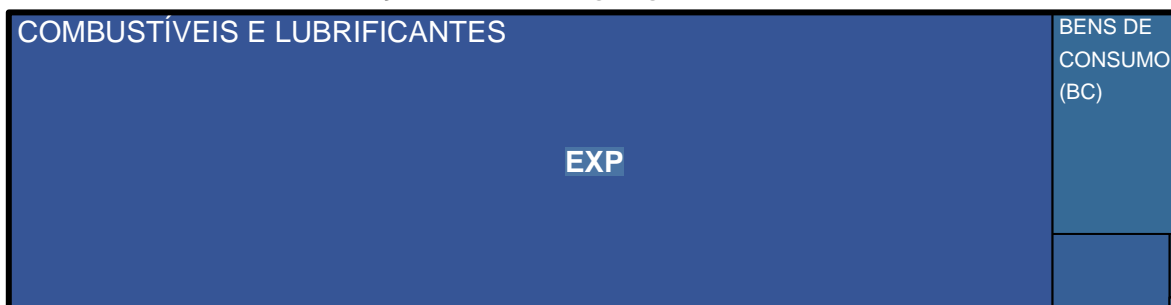 COMBUSTÍVEIS E LUBRIFICANTES
BENS DE
CONSUMO
(BC)
EXP